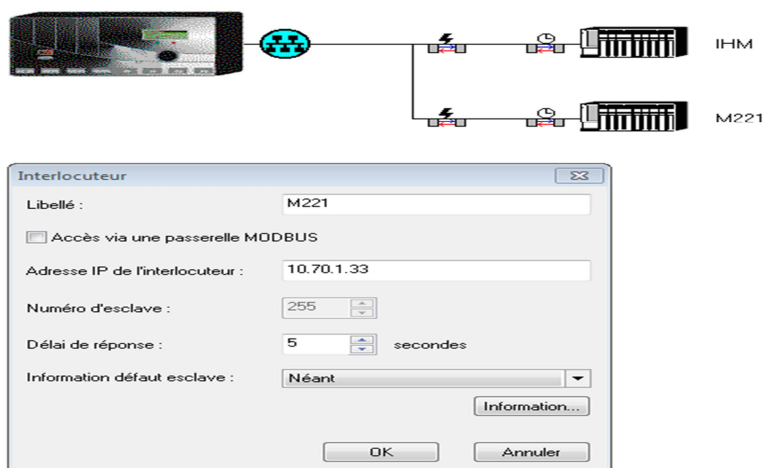 IHM
M221
Interlocuteur
Libellé :
M221
Accès via une passerelle MODBUS
Adresse IP de l'interlocuteur :
10.70.1.33
Numéro d'esclave :
255
Délai de réponse :
5
secondes
Information défaut esclave :
Néant
Information...
OK
Annuler